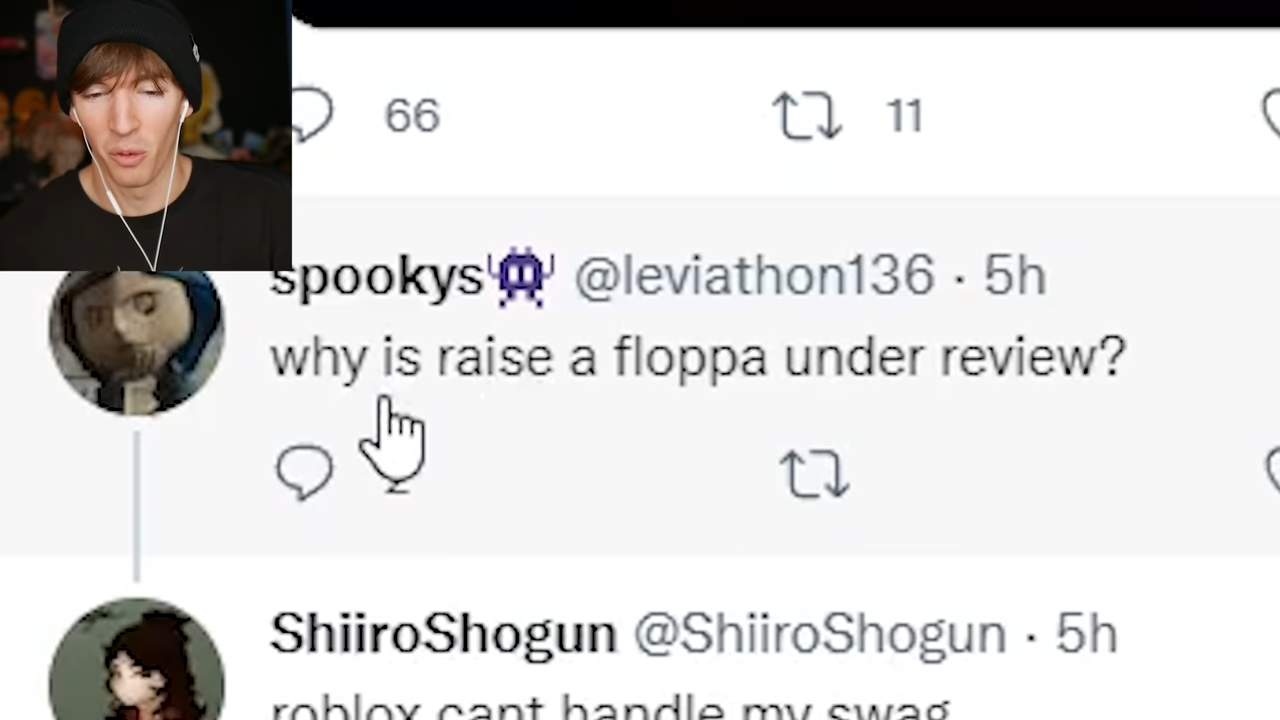 66 11
spookys @leviathon136 · 5h
why is raise a floppa under review?
ShiiroShogun @ShiiroShogun · 5h
roblox cant handle my swag